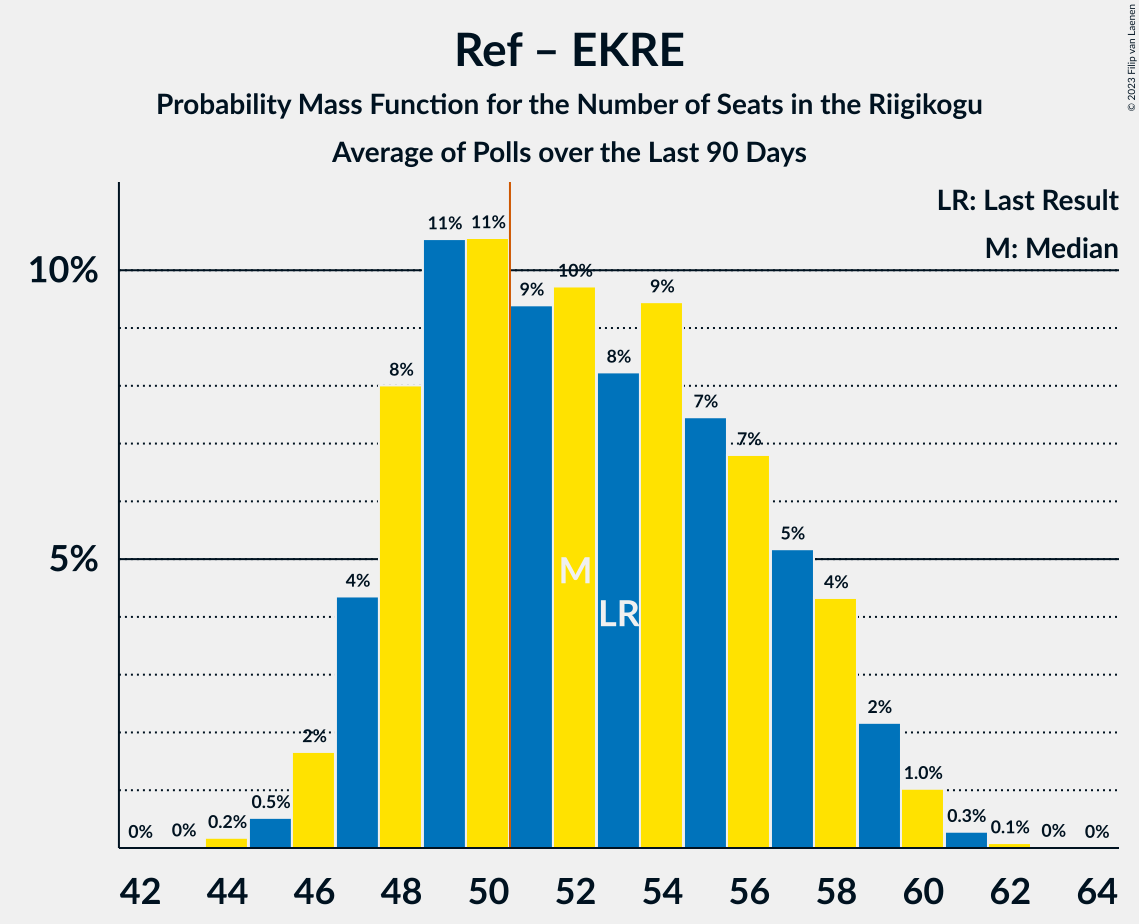 Ref – EKRE
Probability Mass Function for the Number of Seats in the Riigikogu
Average of Polls over the Last 90 Days
© 2023 Filip van Laenen
LR: Last Result
M: Median
10%
5%
0% 0% 0.2% 0.5% 2% 4% 8% 11% 11% 9% 10% 8% 9% 7% 7% 5% 4% 2% 1.0% 0.3% 0.1% 0% 0%
M
LR
42 44 46 48 50 52 54 56 58 60 62 64